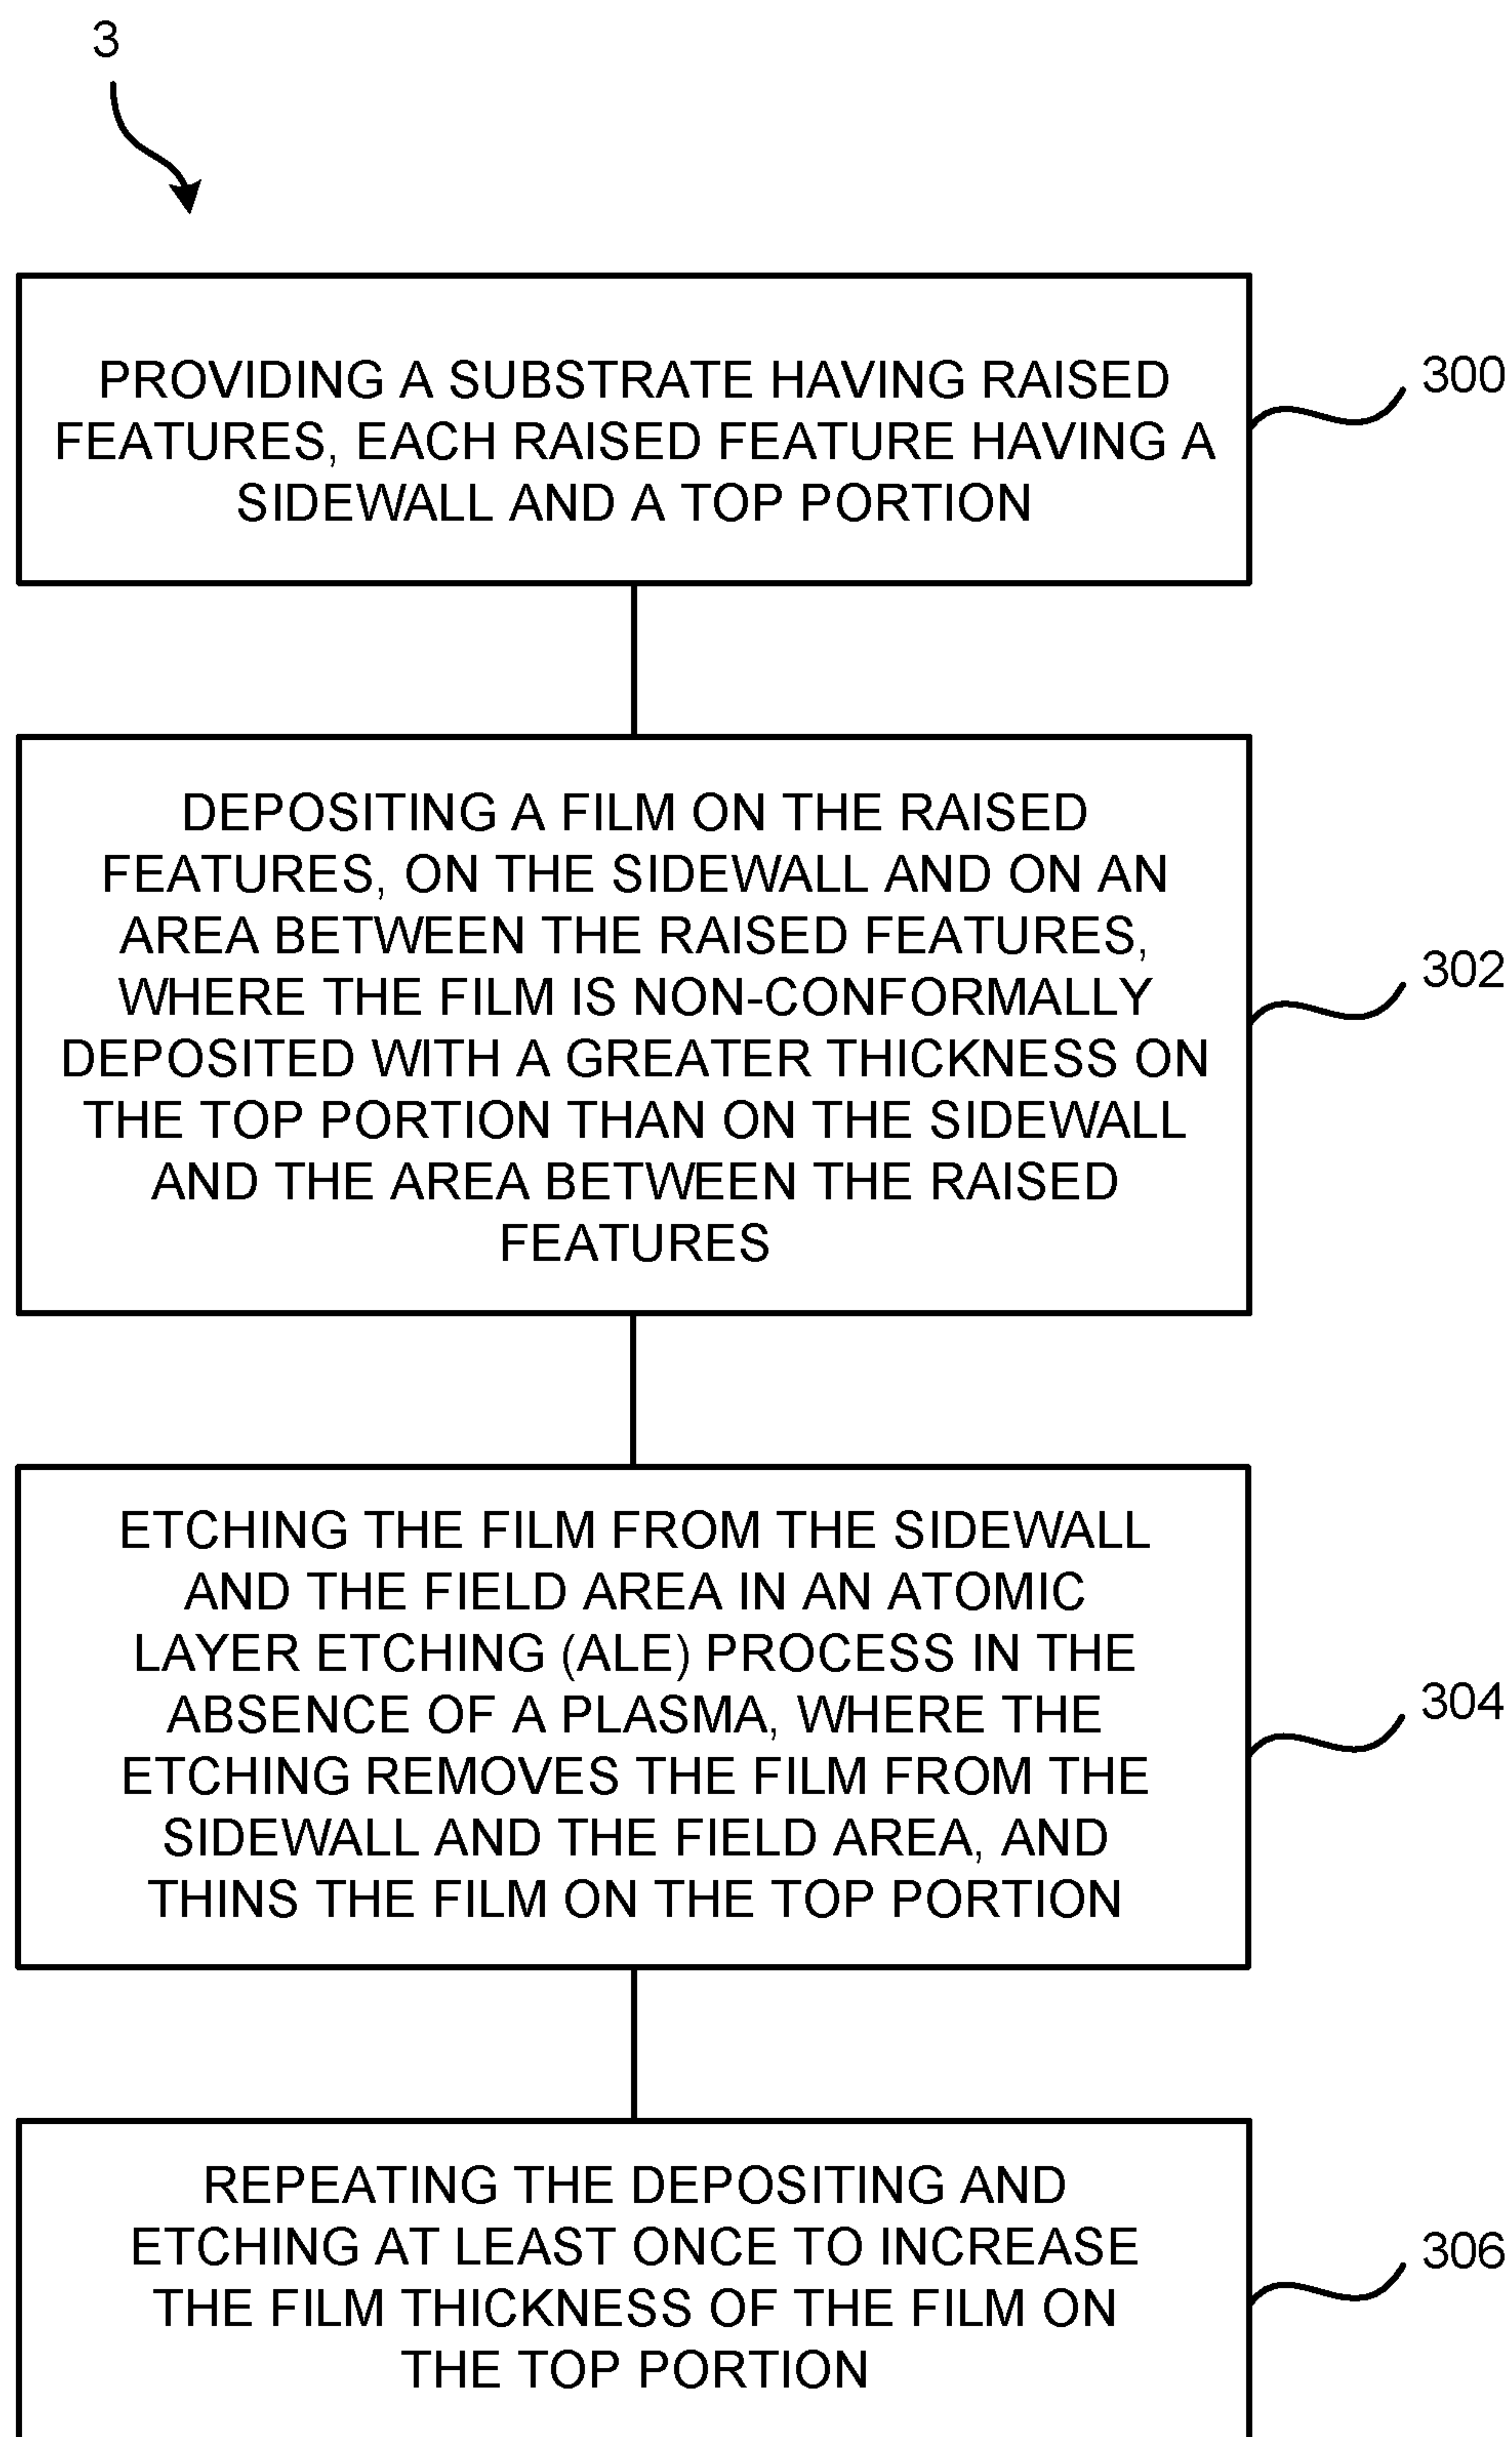 3
PROVIDING A SUBSTRATE HAVING RAISED
FEATURES, EACH RAISED FEATURE HAVING A
SIDEWALL AND A TOP PORTION
300
DEPOSITING A FILM ON THE RAISED
FEATURES, ON THE SIDEWALL AND ON AN
AREA BETWEEN THE RAISED FEATURES,
WHERE THE FILM IS NON-CONFORMALLY
DEPOSITED WITH A GREATER THICKNESS ON
THE TOP PORTION THAN ON THE SIDEWALL
AND THE AREA BETWEEN THE RAISED
FEATURES
302
ETCHING THE FILM FROM THE SIDEWALL
AND THE FIELD AREA IN AN ATOMIC
LAYER ETCHING (ALE) PROCESS IN THE
ABSENCE OF A PLASMA, WHERE THE
ETCHING REMOVES THE FILM FROM THE
SIDEWALL AND THE FIELD AREA, AND
THINS THE FILM ON THE TOP PORTION
304
REPEATING THE DEPOSITING AND
ETCHING AT LEAST ONCE TO INCREASE
THE FILM THICKNESS OF THE FILM ON
THE TOP PORTION
306